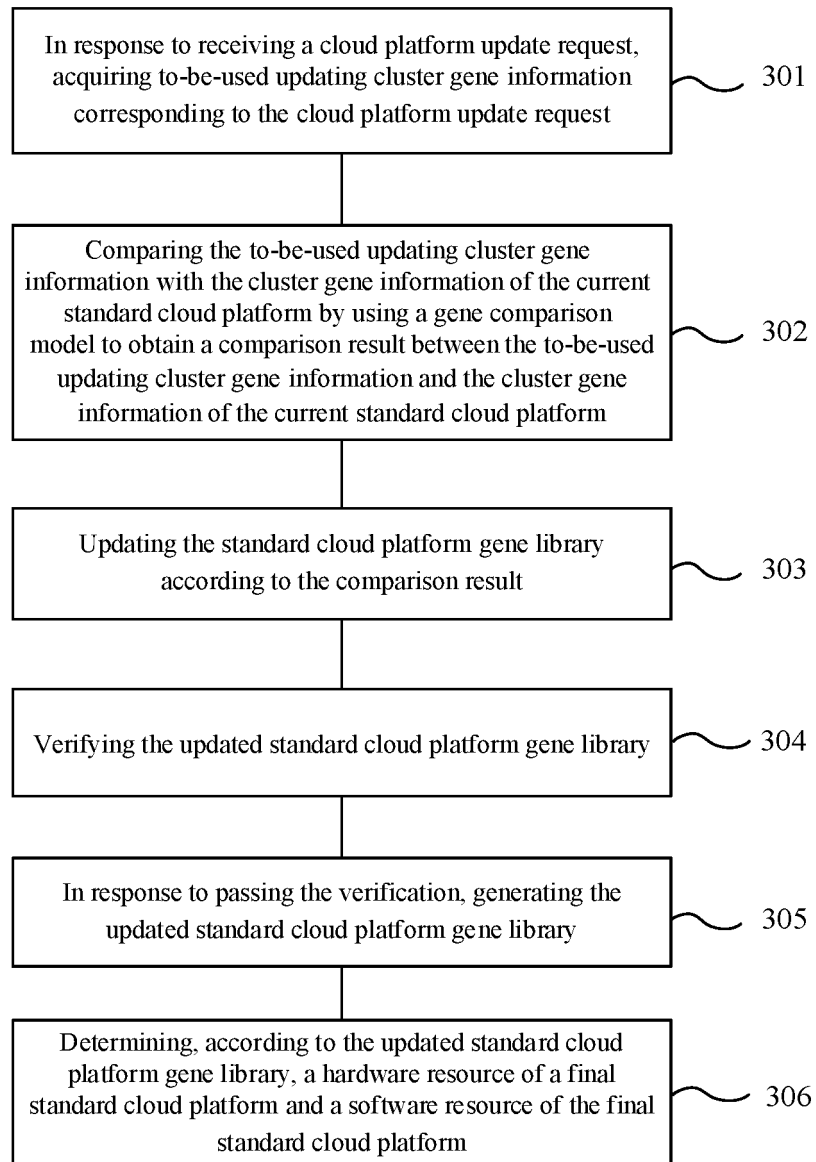 In response to receiving a cloud platform update request,
acquiring to-be-used updating cluster gene information
corresponding to the cloud platform update request
301
Comparing the to-be-used updating cluster gene
information with the cluster gene information of the current
standard cloud platform by using a gene comparison
model to obtain a comparison result between the to-be-used
updating cluster gene information and the cluster gene
information of the current standard cloud platform
302
Updating the standard cloud platform gene library
according to the comparison result
303
Verifying the updated standard cloud platform gene library
304
In response to passing the verification, generating the
updated standard cloud platform gene library
305
Determining, according to the updated standard cloud
platform gene library, a hardware resource of a final
standard cloud platform and a software resource of the final
standard cloud platform
306